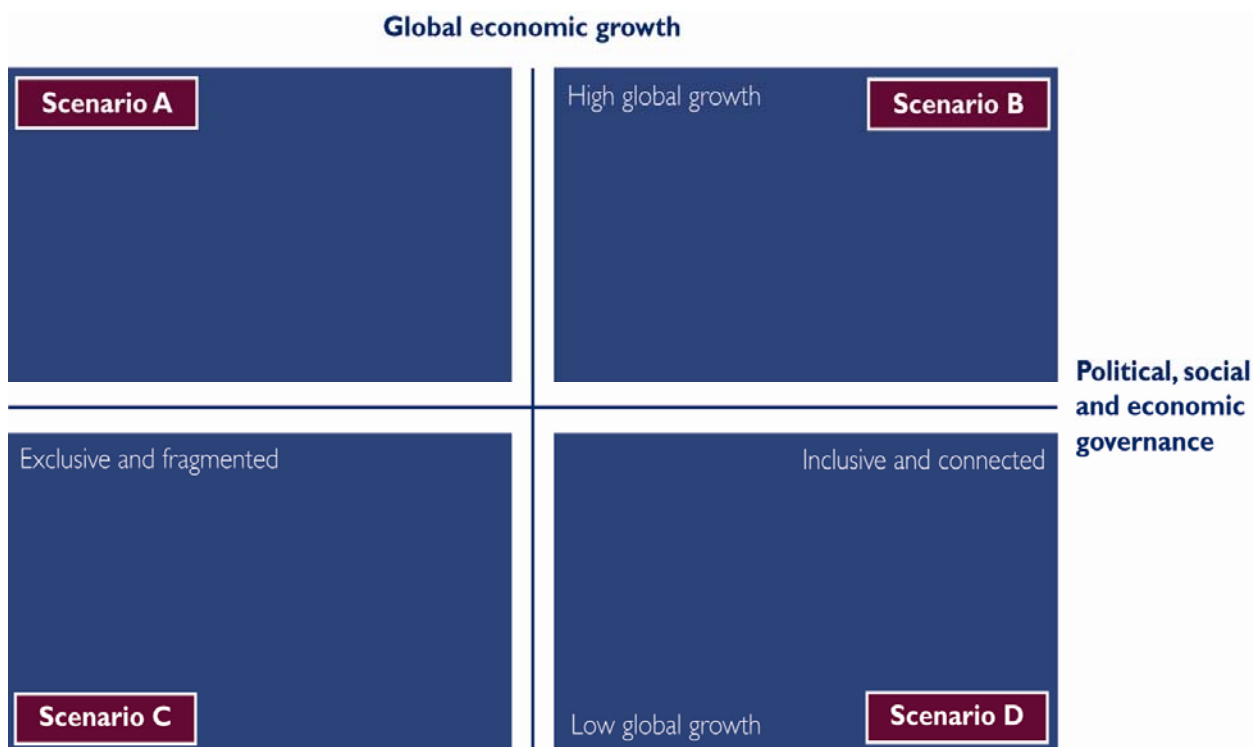 Global economic growth
Scenario A
High global growth
Scenario B
Political, social
and economic
governance
Exclusive and fragmented
Inclusive and connected
Scenario C
Low global growth
Scenario D